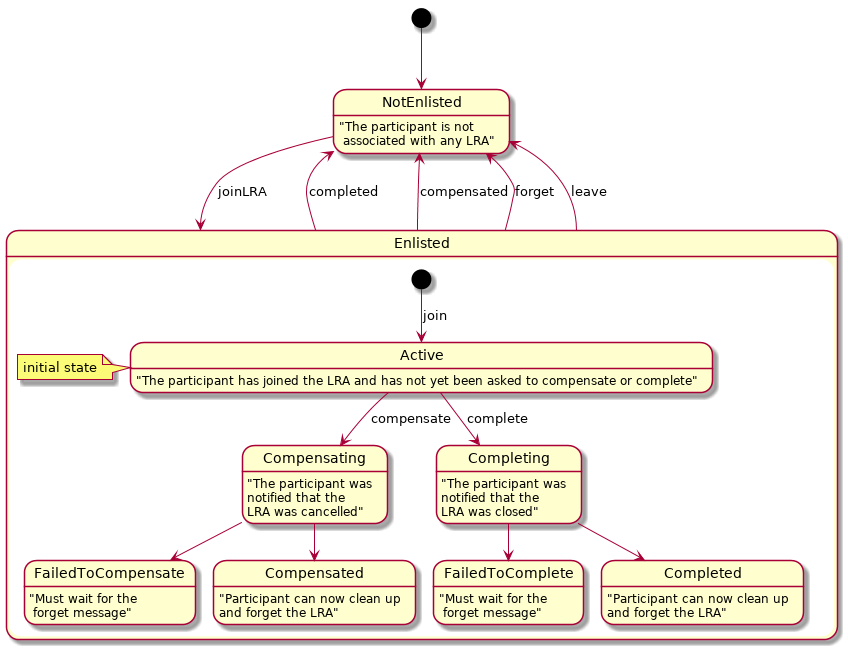 NotEnlisted
"The participant is not
associated with any LRA"
joinLRA
completed
compensated
forget
leave
Enlisted
join
initial state
Active
"The participant has joined the LRA and has not yet been asked to compensate or complete"
compensate
complete
Compensating
"The participant was
notified that the
LRA was cancelled"
Completing
"The participant was
notified that the
LRA was closed"
FailedToCompensate
"Must wait for the
forget message"
Compensated
"Participant can now clean up
and forget the LRA"
FailedToComplete
"Must wait for the
forget message"
Completed
"Participant can now clean up
and forget the LRA"